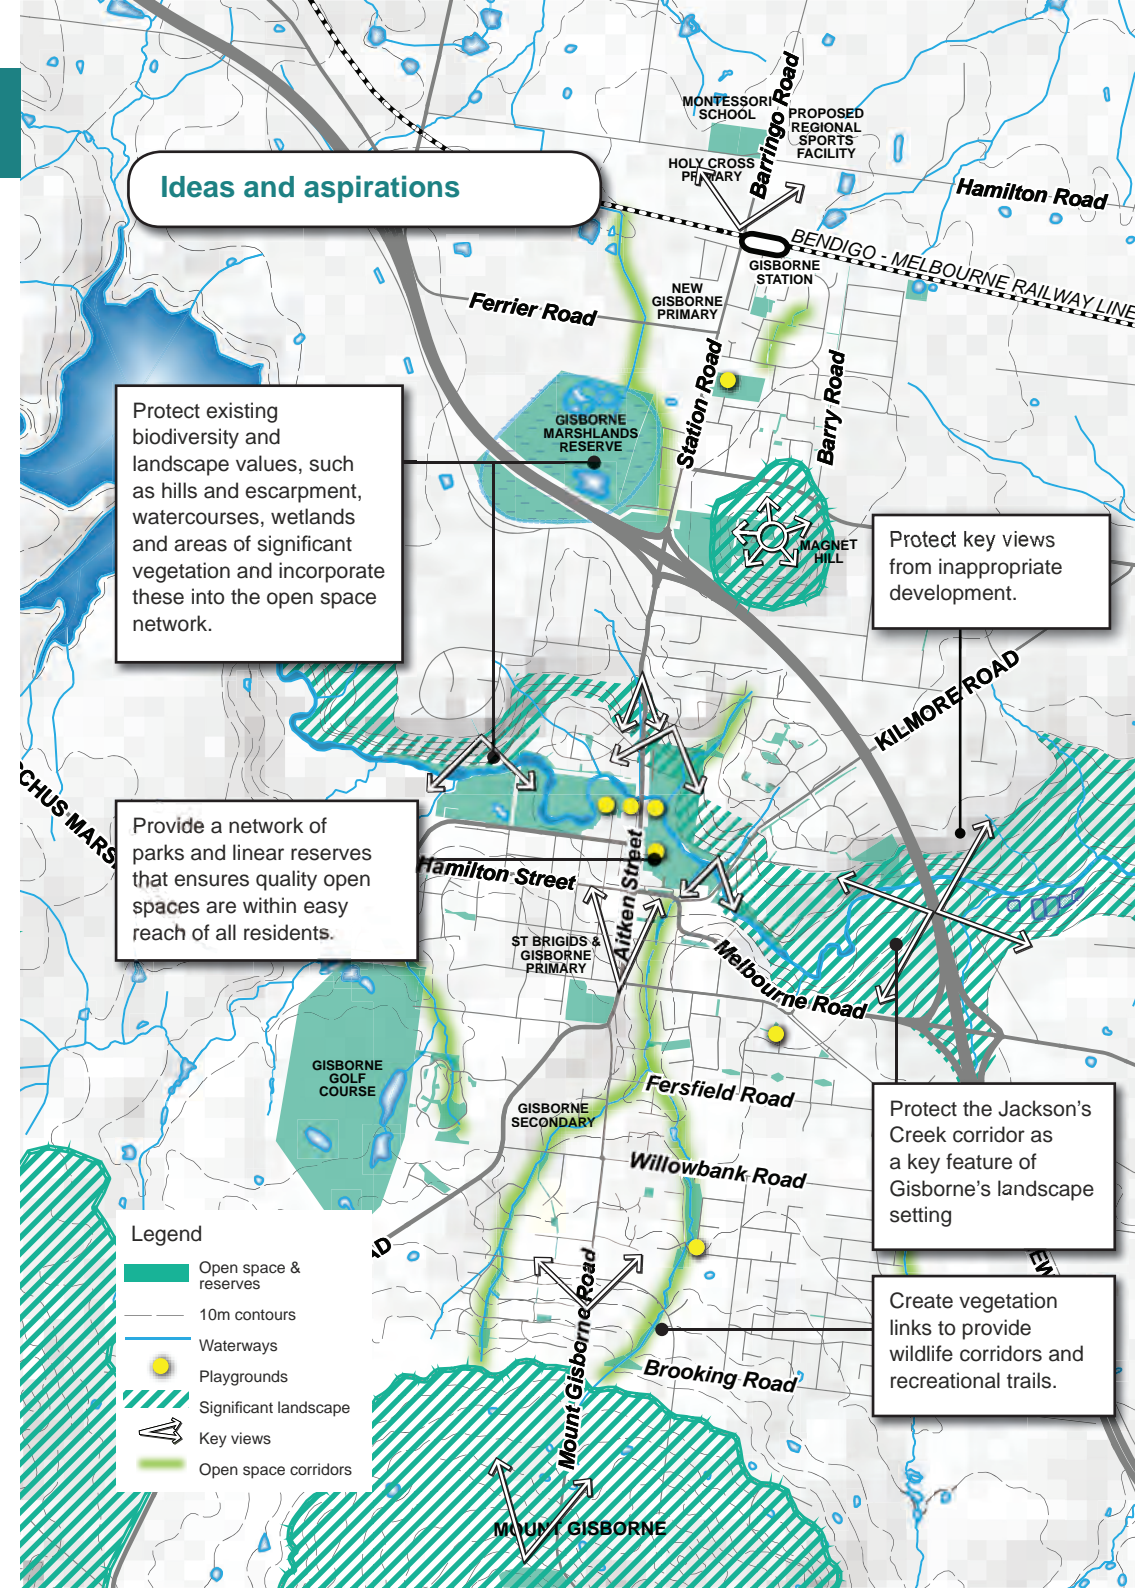 MONTESSORI
SCHOOL
Barringo Road
PROPOSED
REGIONAL
SPORTS
FACILITY
HOLY CROSS
PRIMARY
Ideas and aspirations
Hamilton Road
BENDIGO - MELBOURNE RAILWAY LINE
GISBORNE
STATION
NEW
GISBORNE
PRIMARY
Ferrier Road
Station Road
Barry Road
Protect existing
biodiversity and
landscape values, such
as hills and escarpment,
watercourses, wetlands
and areas of significant
vegetation and incorporate
these into the open space
network.
GISBORNE
MARSHLANDS
RESERVE
MAGNET
HILL
Protect key views
from inappropriate
development.
KILMORE ROAD
CHUS MARS
Provide a network of
parks and linear reserves
that ensures quality open
spaces are within easy
reach of all residents.
Hamilton Street
Aitken Street
ST BRIGIDS &
GISBORNE
PRIMARY
Melbourne Road
GISBORNE
GOLF
COURSE
Fersfield Road
GISBORNE
SECONDARY
Protect the Jackson's
Creek corridor as
a key feature of
Gisborne's landscape
setting
Willowbank Road
Legend
Open space &
reserves
10m contours
Waterways
Playgrounds
Significant landscape
Key views
Open space corridors
AD
EW
Mount Gisborne Road
Create vegetation
links to provide
wildlife corridors and
recreational trails.
Brooking Road
MOUNT GISBORNE